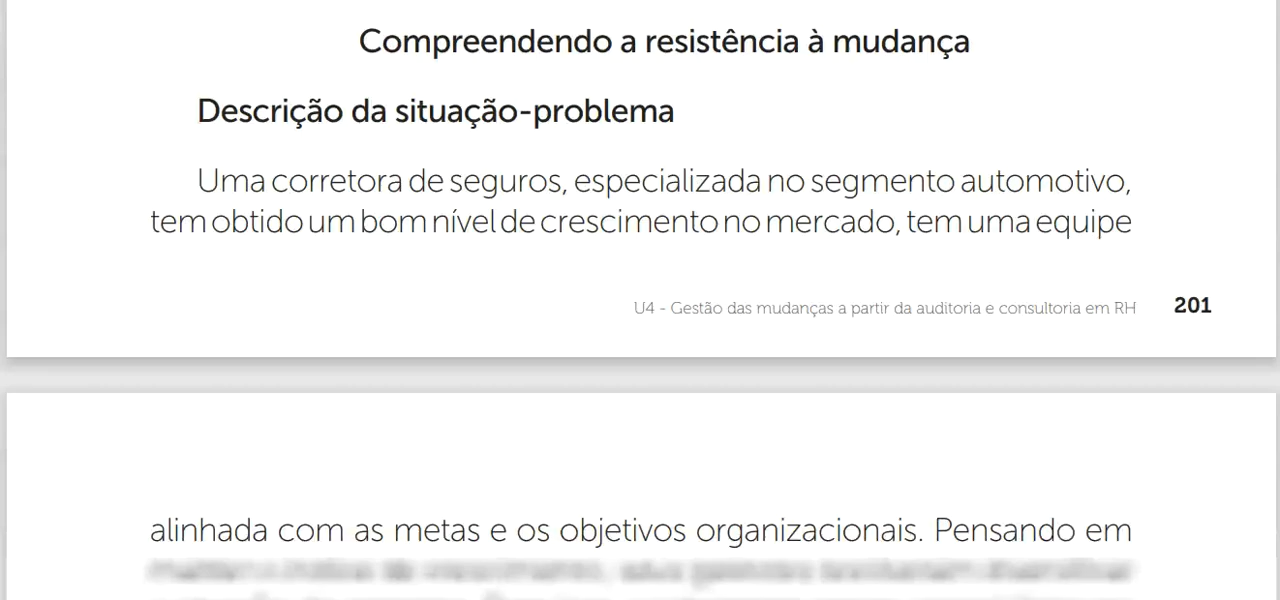 Compreendendo a resistência à mudança
Descrição da situação-problema
Uma corretora de seguros, especializada no segmento automotivo,
tem obtido um bom nível de crescimento no mercado, tem uma equipe
U4 - Gestão das mudanças a partir da auditoria e consultoria em RH 201
alinhada com as metas e os objetivos organizacionais. Pensando em